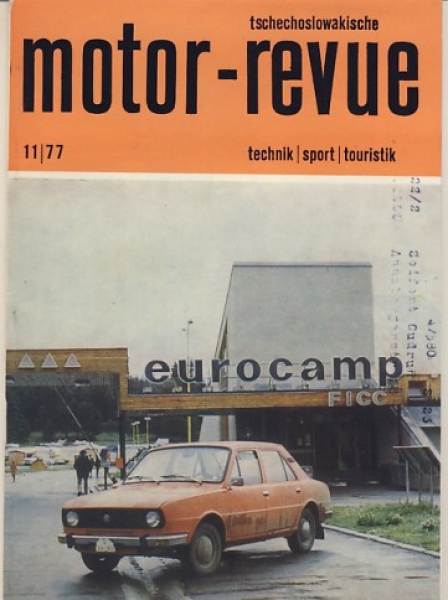 tschechoslowakische
motor-revue
11|77
technik|sport|touristik
eurocamp
FICC